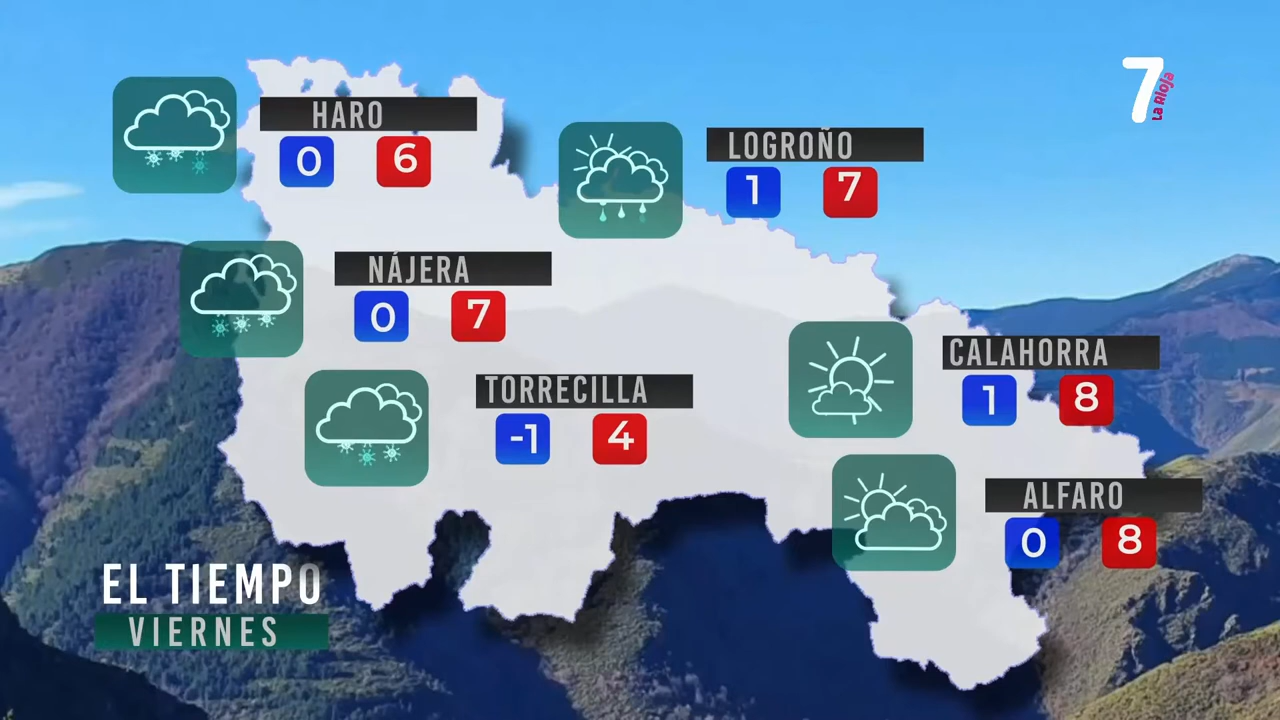 7
La Rioja
HARO
0 6
LOGROÑO
1 7
NÁJERA
0 7
CALAHORRA
1 8
TORRECILLA
-1 4
ALFARO
0 8
EL TIEMPO
VIERNES